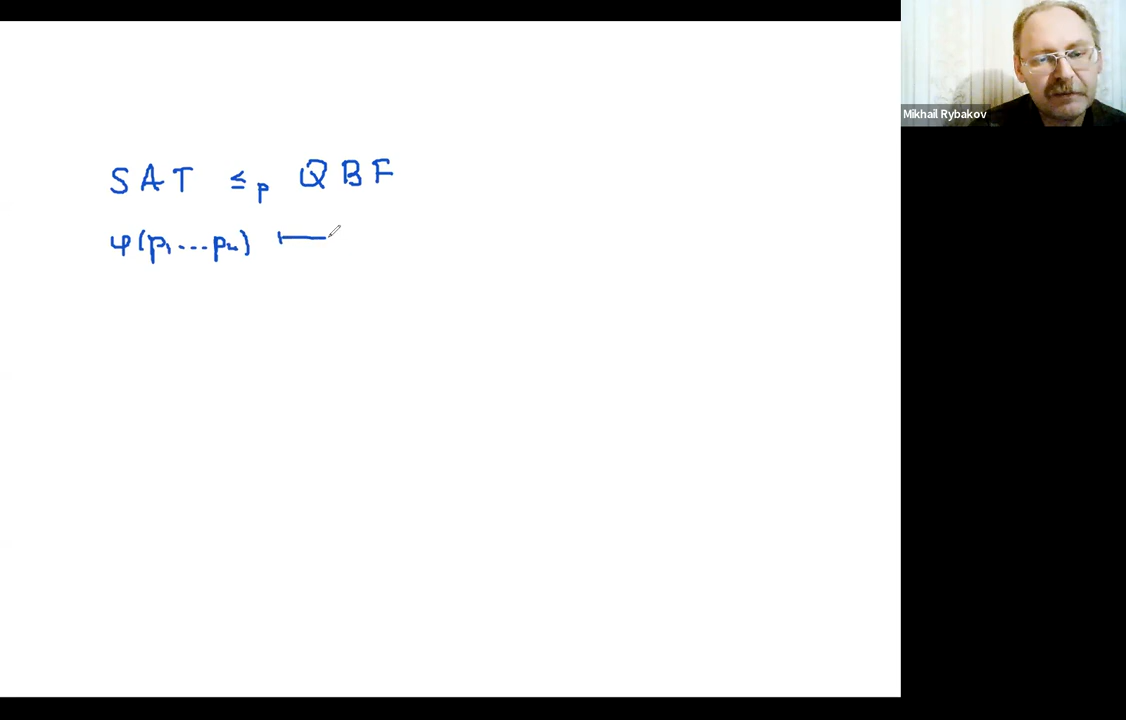 SAT ≤p QBF
φ(p₁...pₙ) ⊢—
Mikhail Rybakov